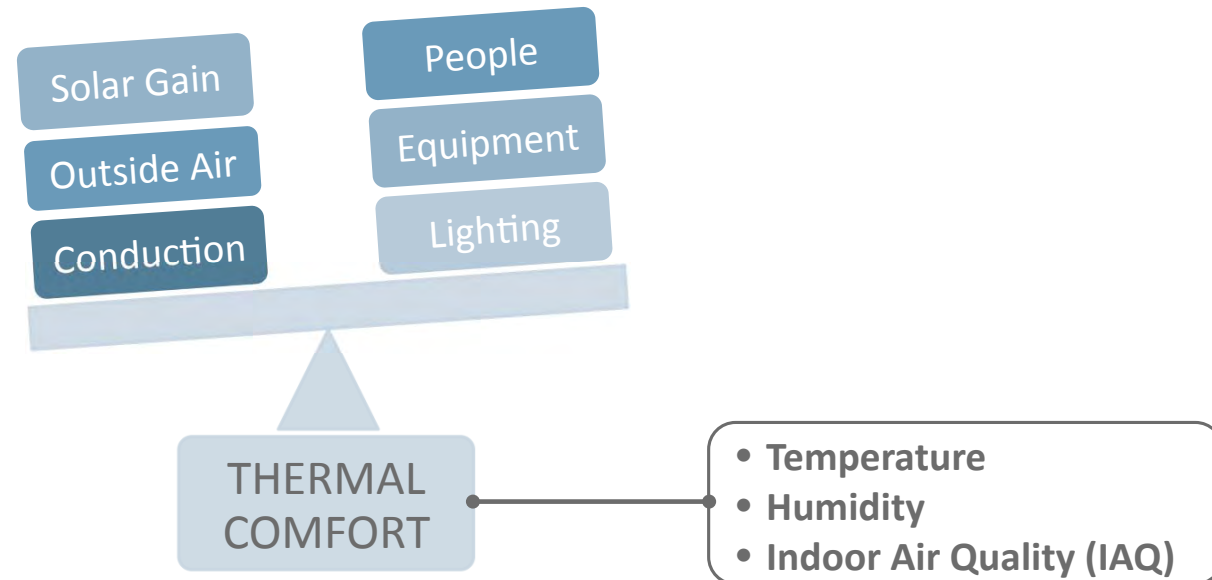 Solar Gain
Outside Air
Conduction
People
Equipment
Lighting
THERMAL
COMFORT
• Temperature
• Humidity
• Indoor Air Quality (IAQ)